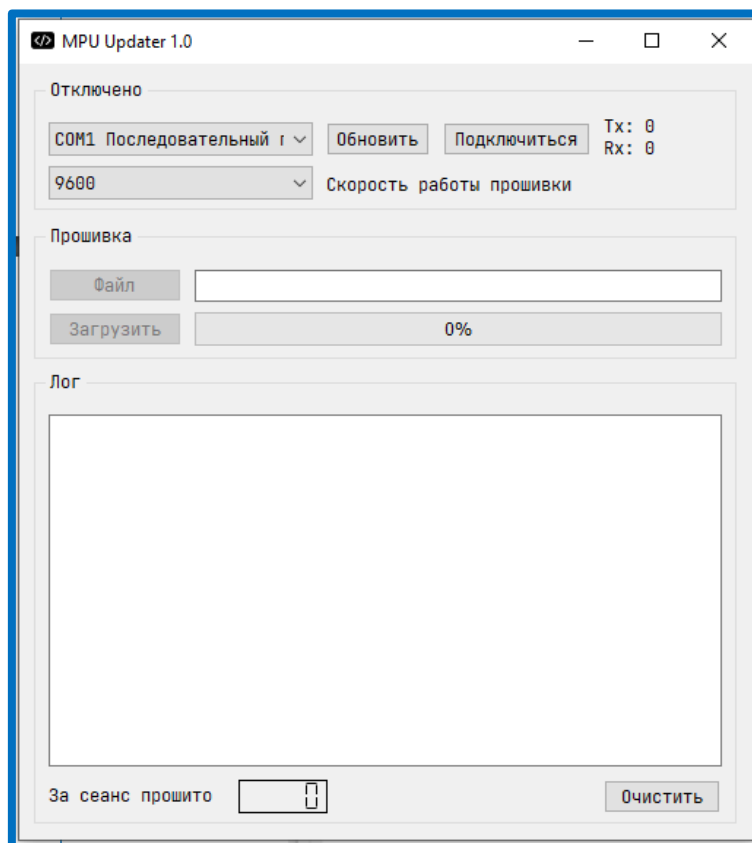 MPU Updater 1.0
Отключено
COM1 Последовательный
Обновить
Подключиться
Tx: 0
Rx: 0
9600
Скорость работы прошивки
Прошивка
Файл
Загрузить
0%
Лог
За сеанс прошито
0
Очистить